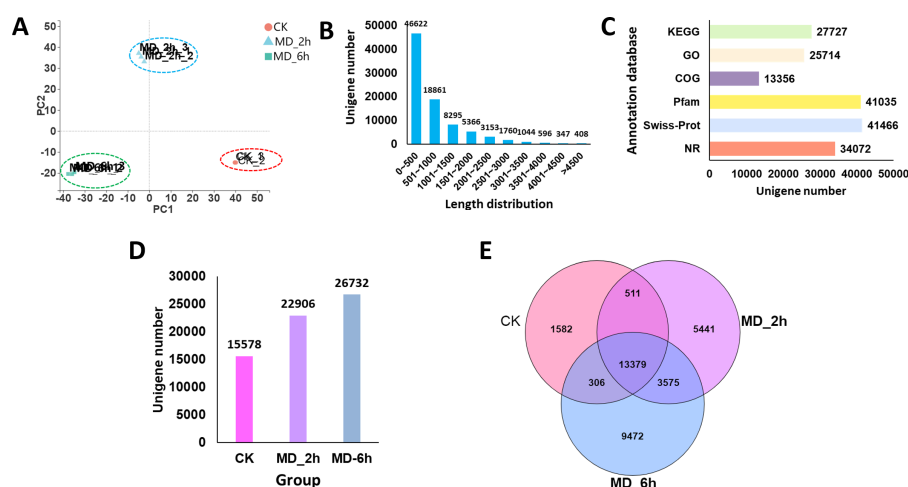 A
50
40
30
20
10
0
-10
-20
PC2
-40 -30 -20 -10 0 10 20 30 40 50 60
PC1
MD_2h_3
MD_2h_2
CK_2
CK
MD_2h
MD_6h
B
Unigene number
50000
40000
30000
20000
10000
0
46622
18861
8295
5366
3153
1760
1044
596
347
408
0~500
501~1000
1001~1500
1501~2000
2001~2500
2501~3000
3001~3500
3501~4000
4001~4500
>4500
Length distribution
C
Annotation database
KEGG 27727
GO 25714
COG 13356
Pfam 41035
Swiss-Prot 41466
NR 34072
0 10000 20000 30000 40000 50000
Unigene number
D
Unigene number
30000
25000
20000
15000
10000
5000
0
15578
22906
26732
CK MD_2h MD-6h
Group
E
CK
MD_2h
MD_6h
1582
511
5441
13379
306
3575
9472